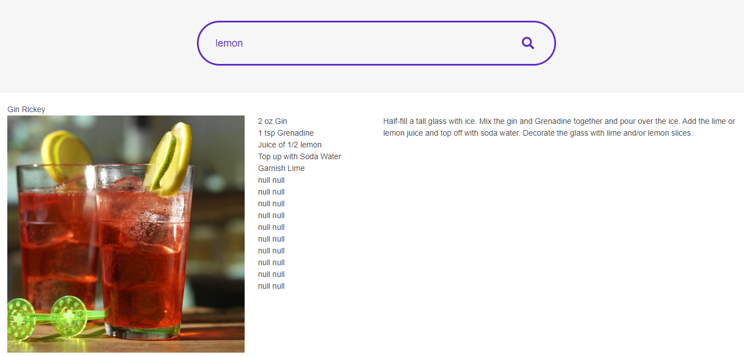 lemon
Gin Rickey
2 oz Gin
1 tsp Grenadine
Juice of 1/2 lemon
Top up with Soda Water
Garnish Lime
null null
null null
null null
null null
null null
null null
null null
null null
null null
null null
Half-fill a tall glass with ice. Mix the gin and Grenadine together and pour over the ice. Add the lime or
lemon juice and top off with soda water. Decorate the glass with lime and/or lemon slices.